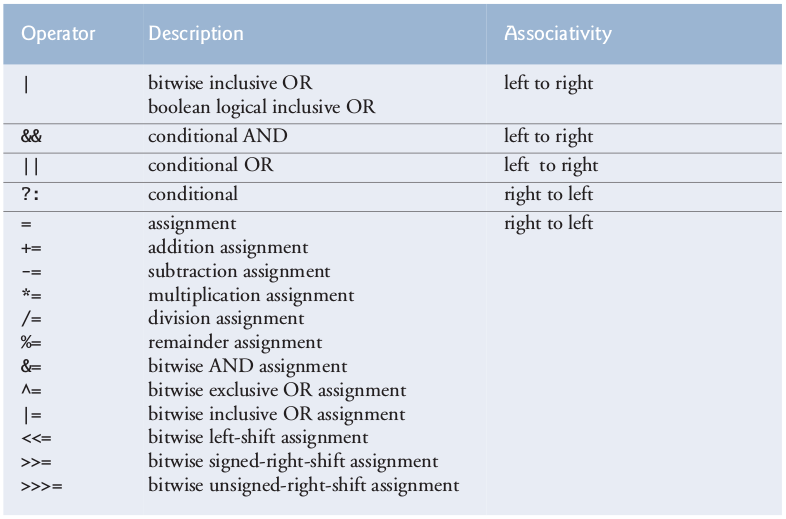 Operator Description Associativity
| bitwise inclusive OR left to right
boolean logical inclusive OR
&& conditional AND left to right
|| conditional OR left to right
?: conditional right to left
= assignment right to left
+= addition assignment
-= subtraction assignment
*= multiplication assignment
/= division assignment
%= remainder assignment
&= bitwise AND assignment
^= bitwise exclusive OR assignment
|= bitwise inclusive OR assignment
<<= bitwise left-shift assignment
>>= bitwise signed-right-shift assignment
>>>= bitwise unsigned-right-shift assignment